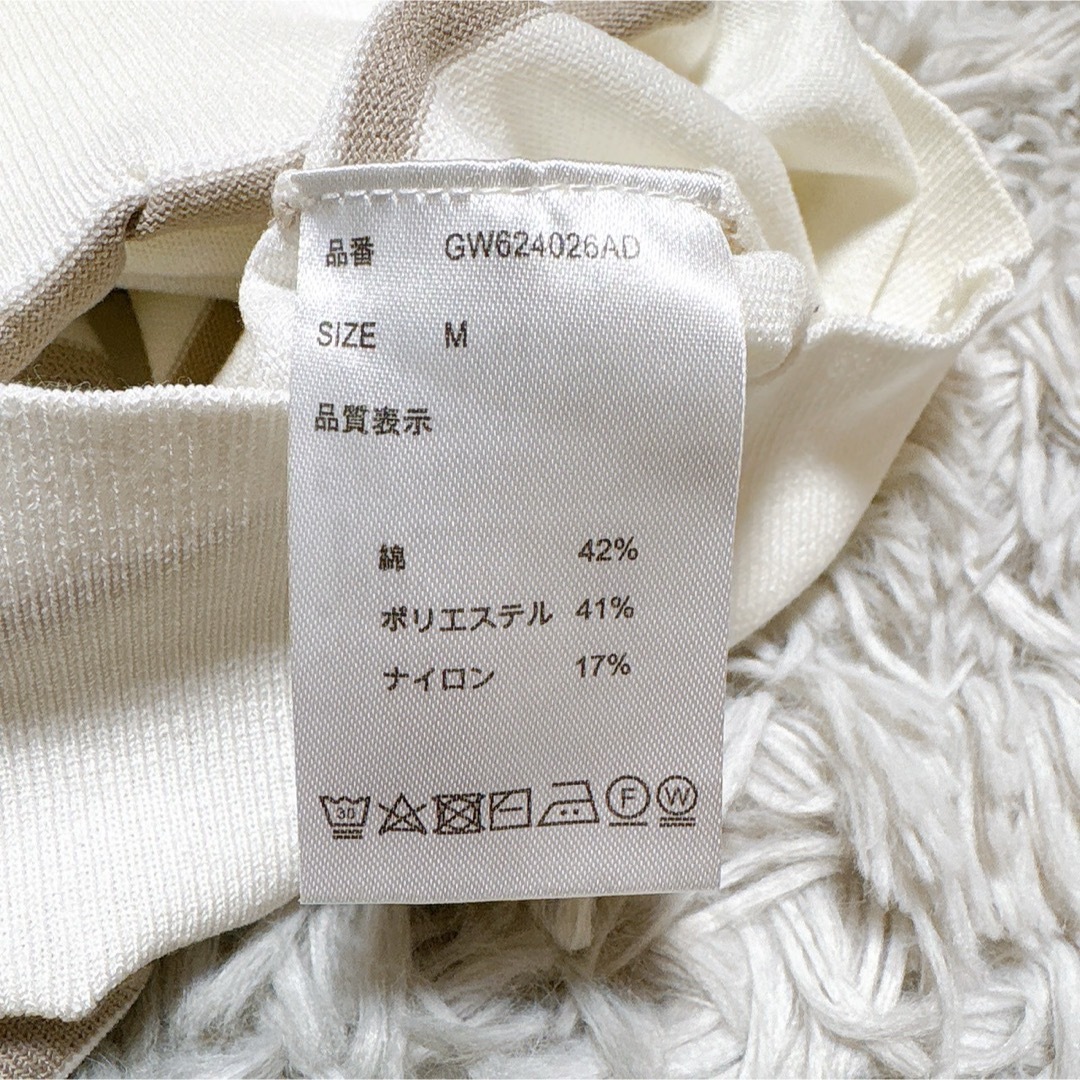 品番 GW624026AD
SIZE M
品質表示
綿 42%
ポリエステル 41%
ナイロン 17%
30 F W